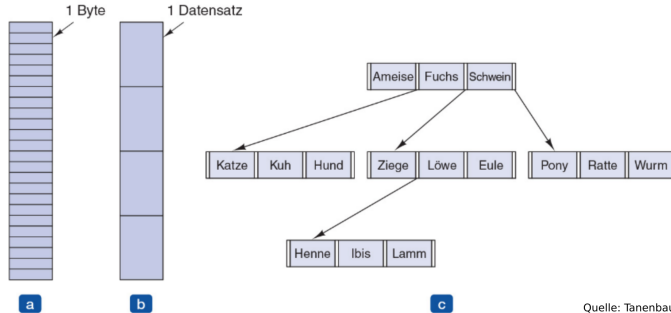 1 Byte
1 Datensatz
Ameise Fuchs Schwein
Katze Kuh Hund
Ziege Löwe Eule
Pony Ratte Wurm
Henne Ibis Lamm
a
b
c
Quelle: Tanenbau